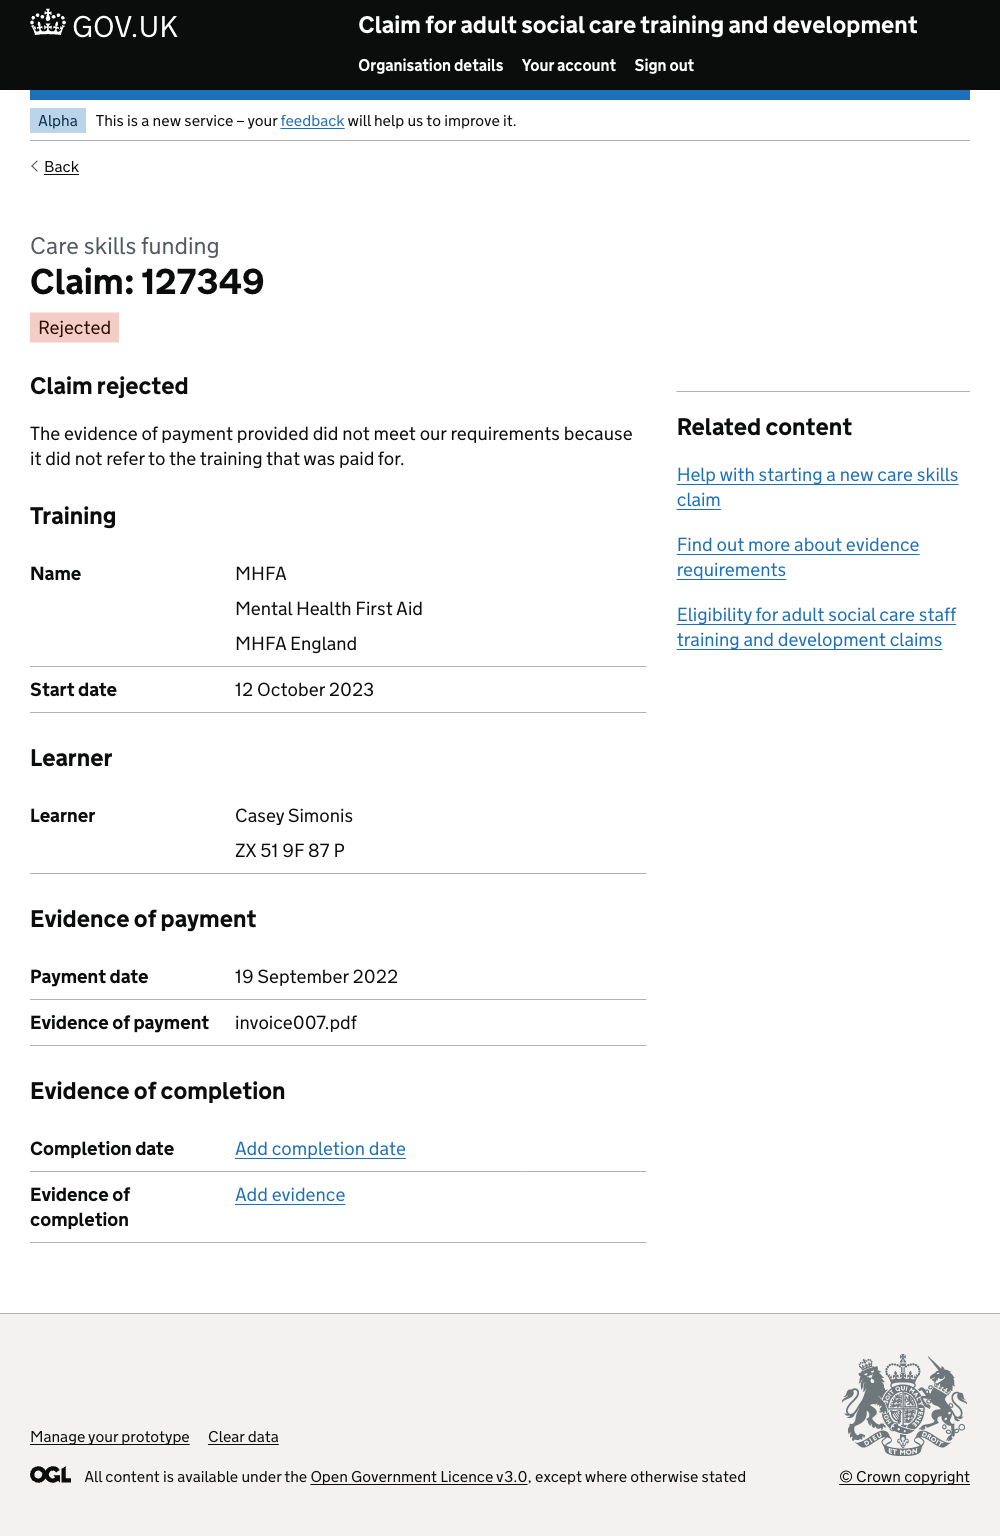 GOV.UK
Claim for adult social care training and development
Organisation details Your account Sign out
Alpha This is a new service – your feedback will help us to improve it.
Back
Care skills funding
Claim: 127349
Rejected
Claim rejected
The evidence of payment provided did not meet our requirements because
it did not refer to the training that was paid for.
Training
Name MHFA
Mental Health First Aid
MHFA England
Start date 12 October 2023
Learner
Learner Casey Simonis
ZX 51 9F 87 P
Evidence of payment
Payment date 19 September 2022
Evidence of payment invoice007.pdf
Evidence of completion
Completion date Add completion date
Evidence of
completion Add evidence
Related content
Help with starting a new care skills
claim
Find out more about evidence
requirements
Eligibility for adult social care staff
training and development claims
Manage your prototype Clear data
OGL All content is available under the Open Government Licence v3.0, except where otherwise stated
DIEU ET MON DROIT
© Crown copyright